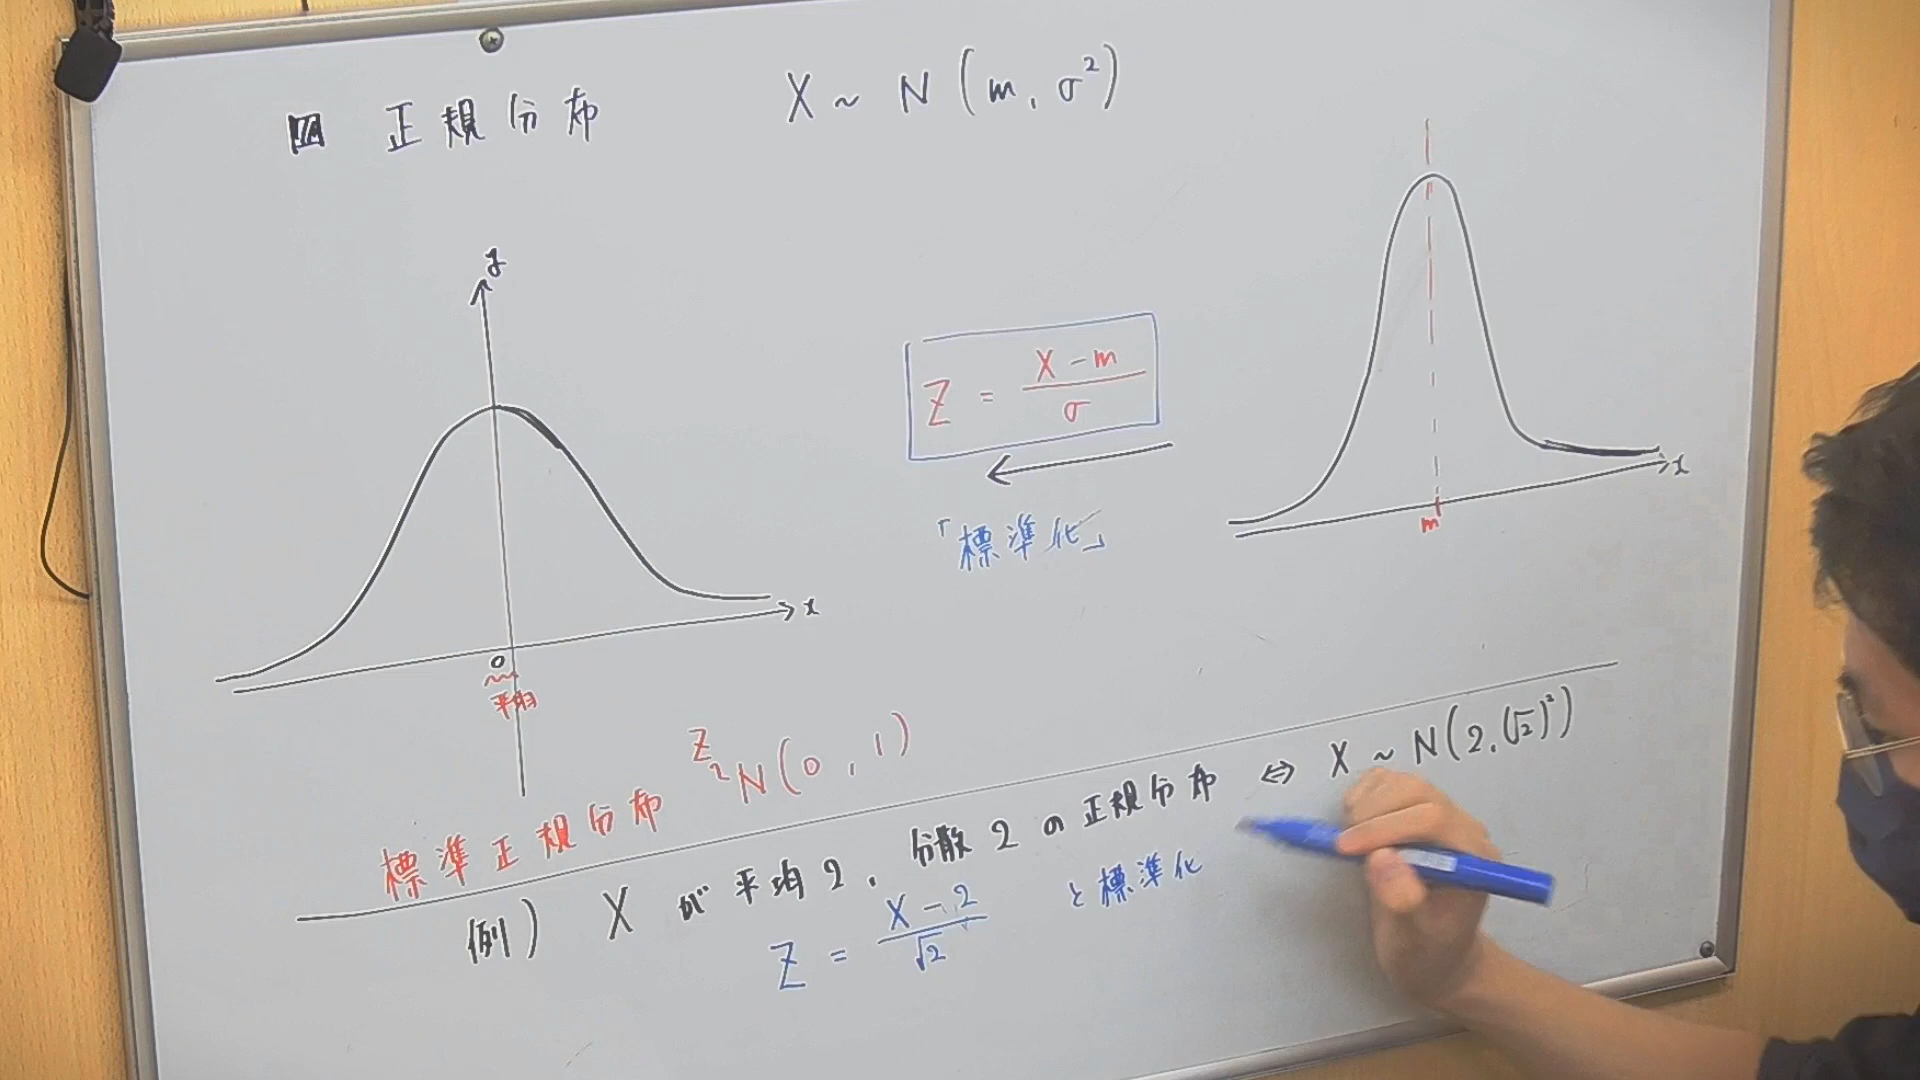 正規分布 X ~ N(m, σ²)
y
Z = (X - m)/σ
x
「標準化」
m
x
0
平均
標準正規分布 Z ~ N(0, 1)
例) X が平均2, 分散2の正規分布 ⇔ X ~ N(2, (√2)²)
Z = (X - 2)/√2 と標準化